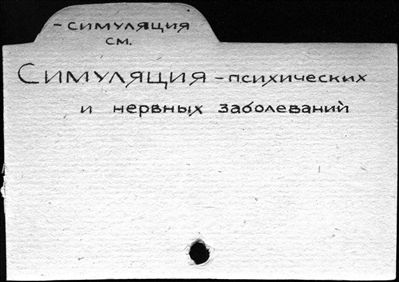 - СИМУЛЯЦИЯ
см.
СИМУЛЯЦИЯ - психических
и нервных заболеваний